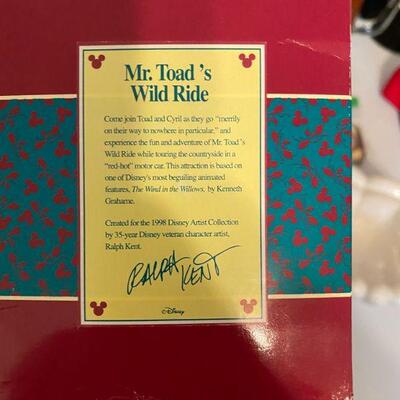 Mr. Toad 's
Wild Ride
Come join Toad and Cyril as they go "merrily
on their way to nowhere in particular." and
experience the fun and adventure of Mr. Toad 's
Wild Ride while touring the countryside in a
"red-hot" motor car. This attraction is based on
one of Disney's most beguiling animated
features, The Wind in the Willows, by Kenneth
Grahame.
Created for the 1998 Disney Artist Collection
by 35-year Disney veteran character artist,
Ralph Kent.
RALPH KENT
©Disney